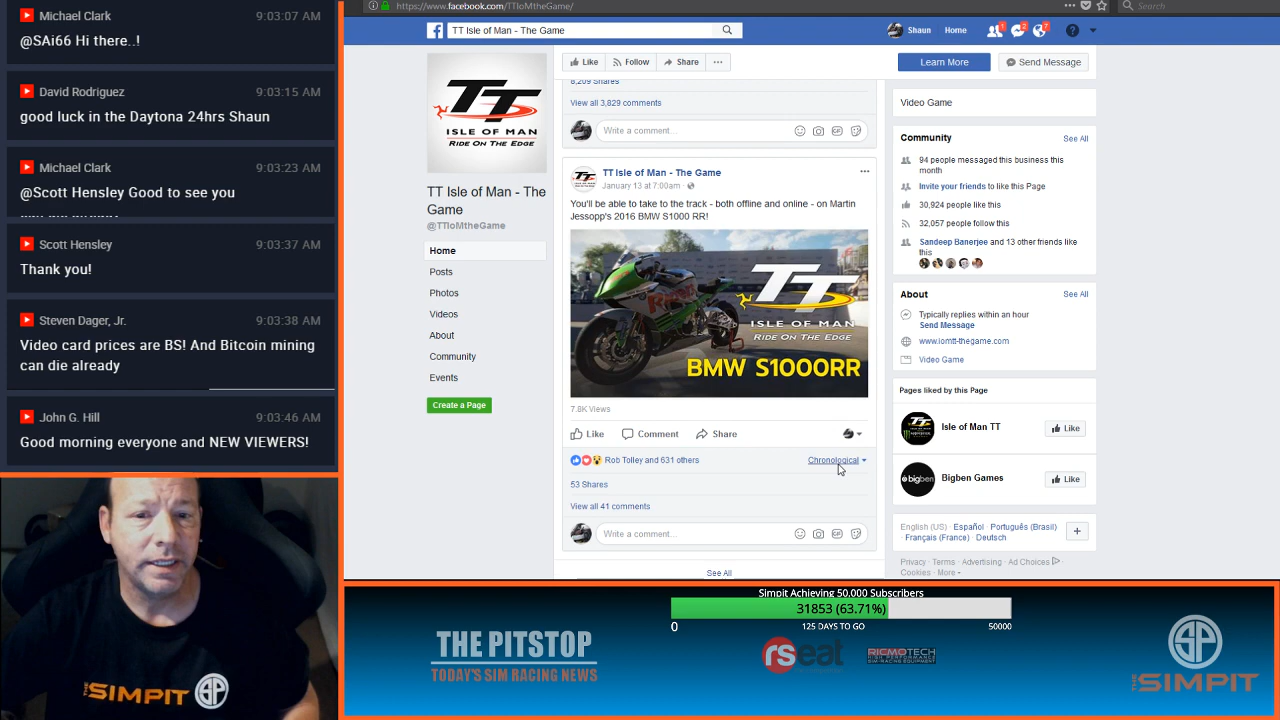 Michael Clark 9:03:07 AM
@SAi66 Hi there..!
David Rodriguez 9:03:15 AM
good luck in the Daytona 24hrs Shaun
Michael Clark 9:03:23 AM
@Scott Hensley Good to see you
Scott Hensley 9:03:37 AM
Thank you!
Steven Dager, Jr. 9:03:38 AM
Video card prices are BS! And Bitcoin mining
can die already
John G. Hill 9:03:46 AM
Good morning everyone and NEW VIEWERS!
THE SIMPIT SP
https://www.facebook.com/TTIoMtheGame/
Search
TT Isle of Man - The Game
Shaun Home 1 2 7
Like Follow Share ...
Learn More Send Message
TT
ISLE OF MAN
RIDE ON THE EDGE
TT Isle of Man - The
Game
@TTIoMtheGame
Home
Posts
Photos
Videos
About
Community
Events
Create a Page
8,209 Shares
View all 3,829 comments
Write a comment...
GIF
TT Isle of Man - The Game
January 13 at 7:00am
You'll be able to take to the track - both offline and online - on Martin
Jessopp's 2016 BMW S1000 RR!
TT
ISLE OF MAN
RIDE ON THE EDGE
BMW S1000RR
7.8K Views
Like Comment Share
Rob Tolley and 631 others Chronological
53 Shares
View all 41 comments
Write a comment...
GIF
See All
Video Game
Community See All
94 people messaged this business this
month
Invite your friends to like this Page
30,924 people like this
32,057 people follow this
Sandeep Banerjee and 13 other friends like
this
About See All
Typically replies within an hour
Send Message
www.iomtt-thegame.com
Video Game
Pages liked by this Page
Isle of Man TT Like
bigben Bigben Games Like
English (US) · Español · Português (Brasil)
· Français (France) · Deutsch
Privacy · Terms · Advertising · Ad Choices
Cookies · More
Simpit Achieving 50,000 Subscribers
31853 (63.71%)
0 125 DAYS TO GO 50000
THE PITSTOP
TODAY'S SIM RACING NEWS
rseat
RICMOTECH
SP
THE SIMPIT